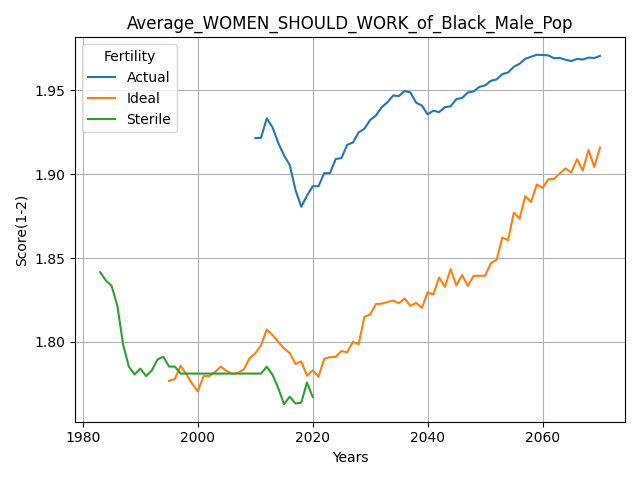 Average_WOMEN_SHOULD_WORK_of_Black_Male_Pop
Fertility
Actual
Ideal
Sterile
Score(1-2)
1.95
1.90
1.85
1.80
1980 2000 2020 2040 2060
Years